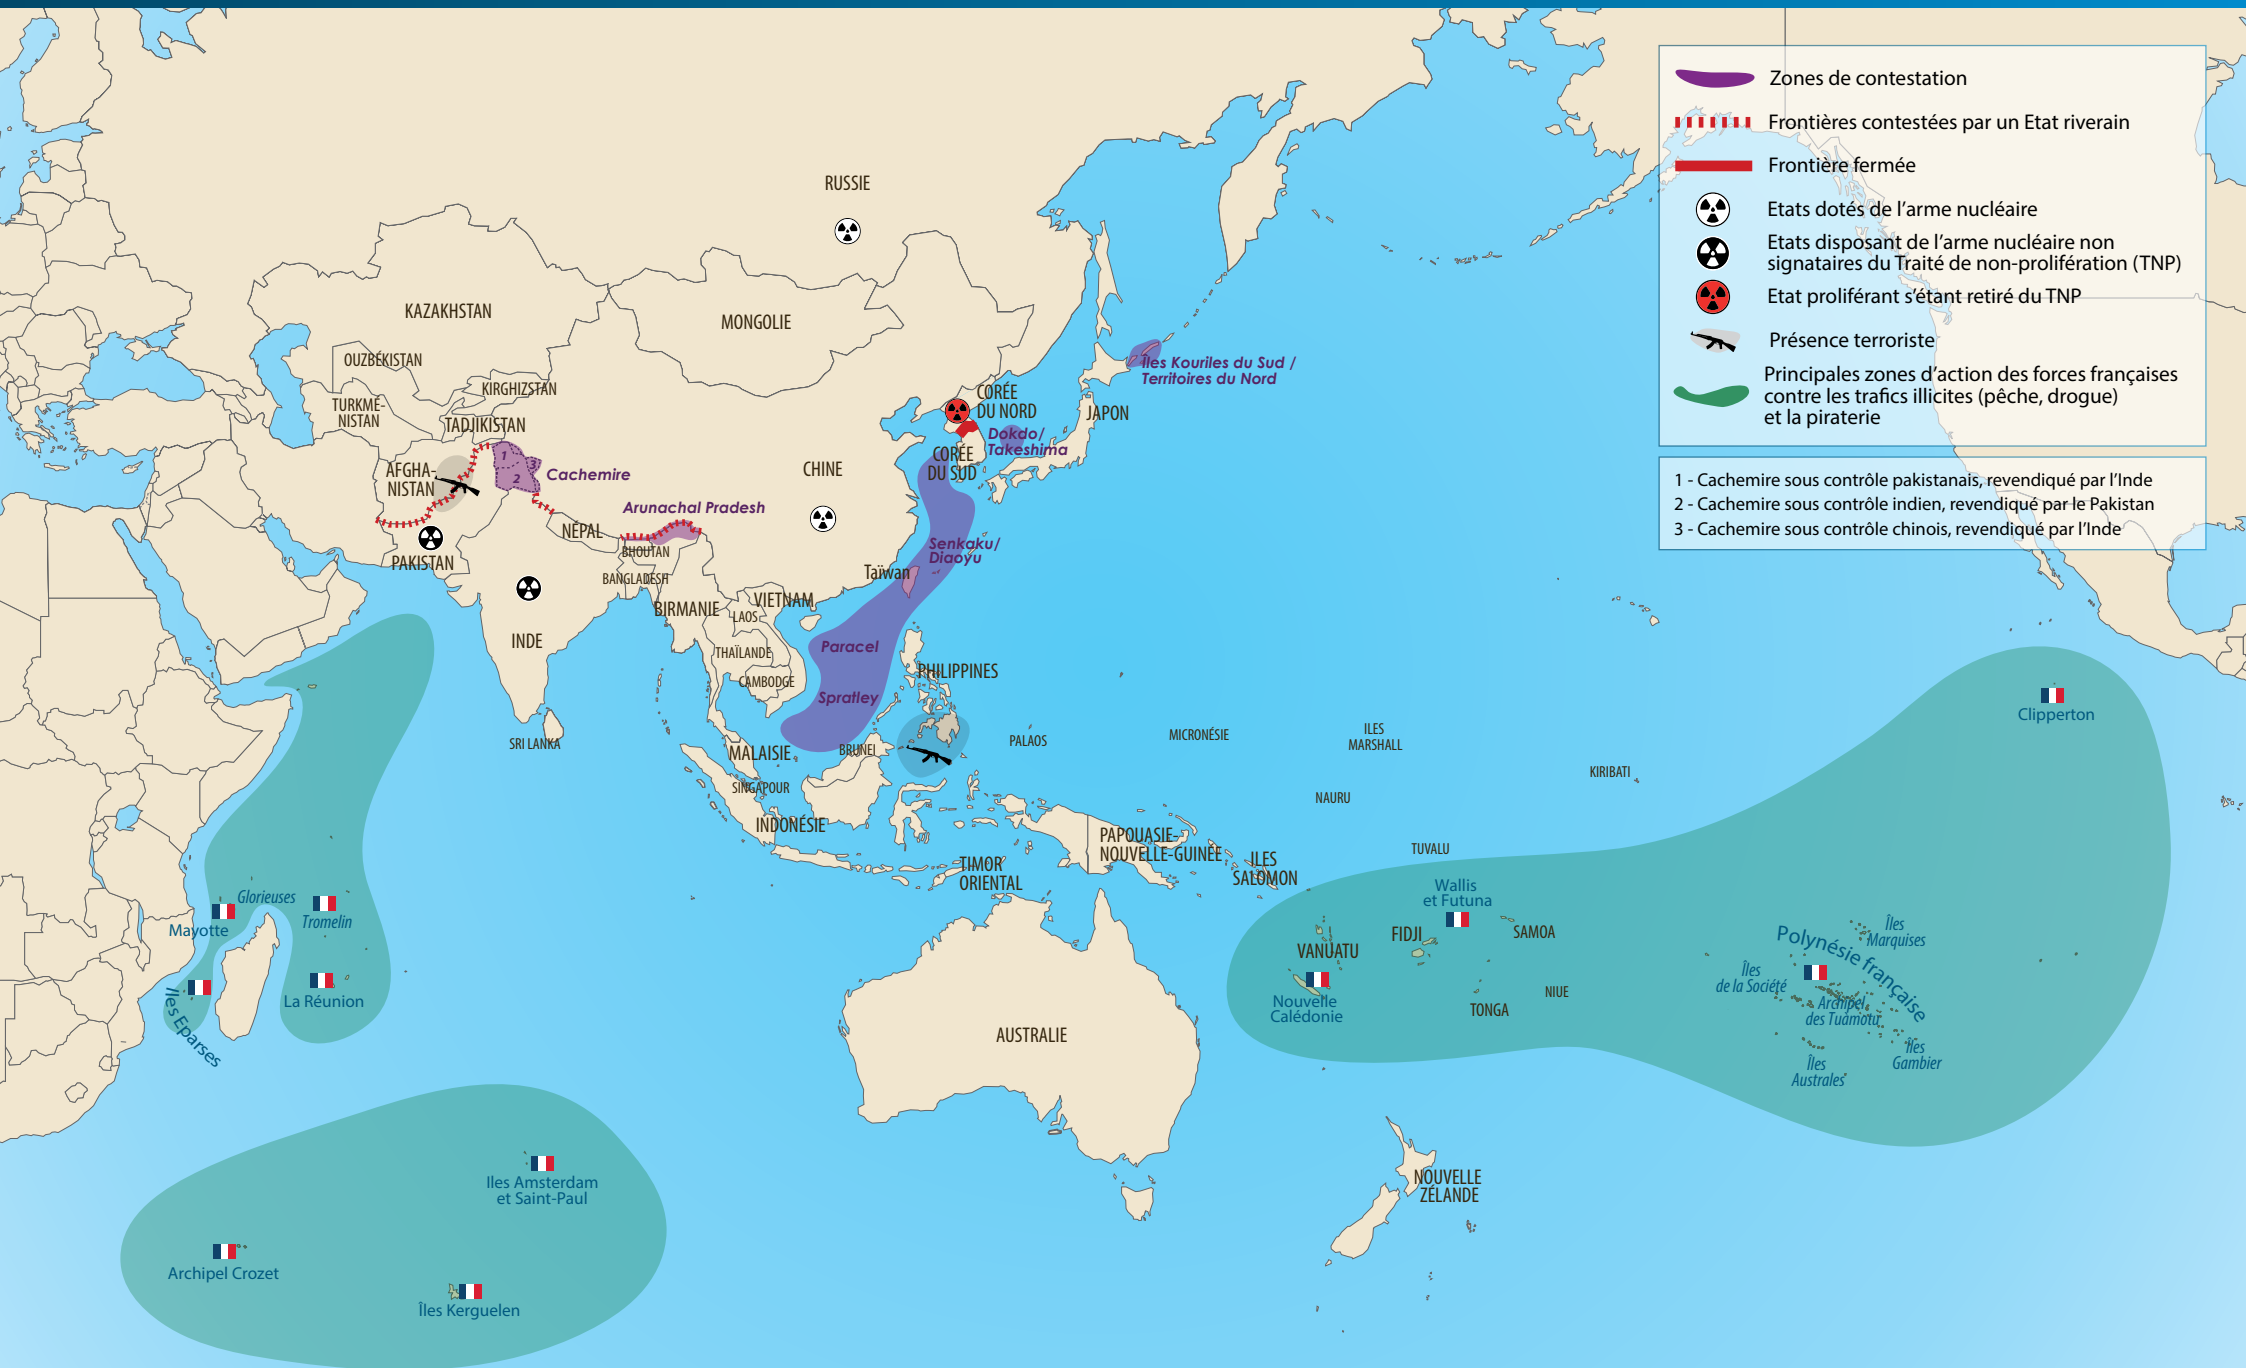 Zones de contestation
Frontières contestées par un Etat riverain
Frontière fermée
Etats dotés de l’arme nucléaire
Etats disposant de l’arme nucléaire non
signataires du Traité de non-prolifération (TNP)
Etat proliférant s’étant retiré du TNP
Présence terroriste
Principales zones d’action des forces françaises
contre les trafics illicites (pêche, drogue)
et la piraterie
1 - Cachemire sous contrôle pakistanais, revendiqué par l’Inde
2 - Cachemire sous contrôle indien, revendiqué par le Pakistan
3 - Cachemire sous contrôle chinois, revendiqué par l’Inde
RUSSIE
KAZAKHSTAN
MONGOLIE
OUZBÉKISTAN
KIRGHIZSTAN
TURKMÉ-
NISTAN
TADJIKISTAN
AFGHA-
NISTAN
1
2
3
Cachemire
Arunachal Pradesh
CHINE
CORÉE
DU NORD
CORÉE
DU SUD
JAPON
Îles Kouriles du Sud /
Territoires du Nord
Dokdo/
Takeshima
Senkaku/
Diaoyu
Taïwan
PAKISTAN
NÉPAL
BHOUTAN
BANGLADESH
INDE
BIRMANIE
LAOS
VIETNAM
THAÏLANDE
CAMBODGE
Paracel
Spratley
PHILIPPINES
SRI LANKA
MALAISIE
BRUNEI
SINGAPOUR
INDONÉSIE
TIMOR
ORIENTAL
PALAOS
MICRONÉSIE
ILES
MARSHALL
KIRIBATI
NAURU
PAPOUASIE-
NOUVELLE-GUINÉE
ILES
SALOMON
TUVALU
Wallis
et Futuna
VANUATU
FIDJI
SAMOA
Nouvelle
Calédonie
TONGA
NIUE
Clipperton
Polynésie française
Îles
Marquises
Îles
de la Société
Archipel
des Tuamotu
Îles
Gambier
Îles
Australes
AUSTRALIE
NOUVELLE
ZÉLANDE
Glorieuses
Mayotte
Tromelin
La Réunion
Iles Eparses
Iles Amsterdam
et Saint-Paul
Archipel Crozet
Îles Kerguelen